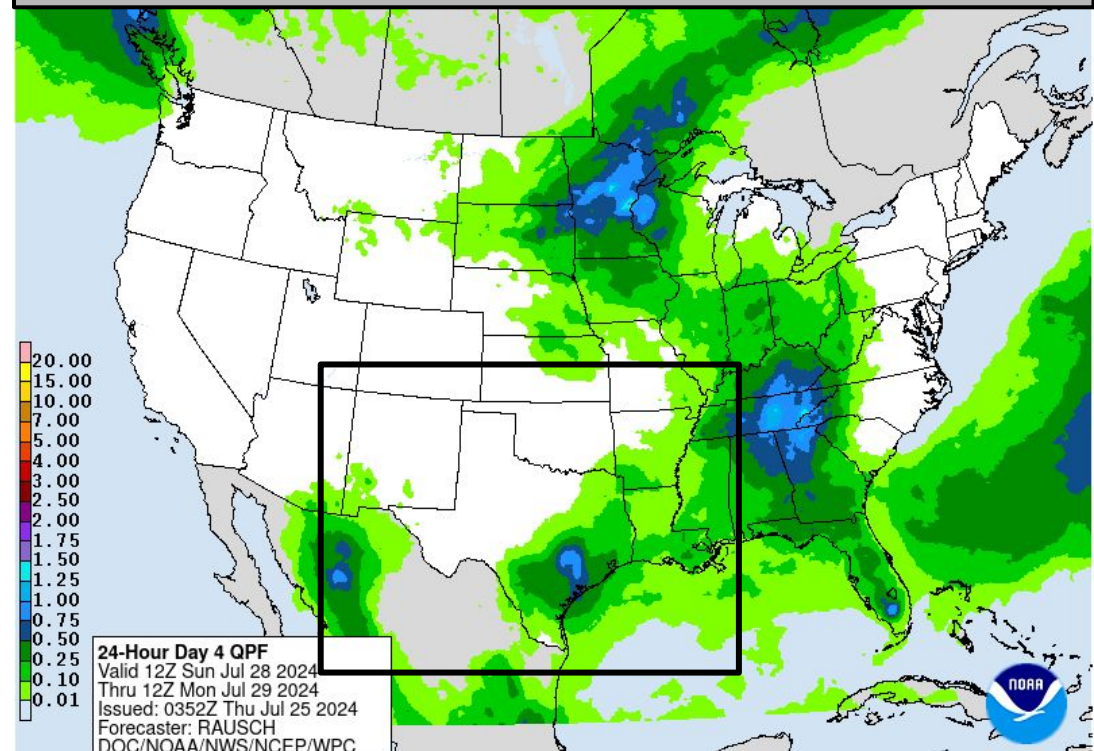 20.00
15.00
10.00
7.00
5.00
4.00
3.00
2.50
2.00
1.75
1.50
1.25
1.00
0.75
0.50
0.25
0.10
0.01
24-Hour Day 4 QPF
Valid 12Z Sun Jul 28 2024
Thru 12Z Mon Jul 29 2024
Issued: 0352Z Thu Jul 25 2024
Forecaster: RAUSCH
DOC/NOAA/NWS/NCEP/WPC
NOAA